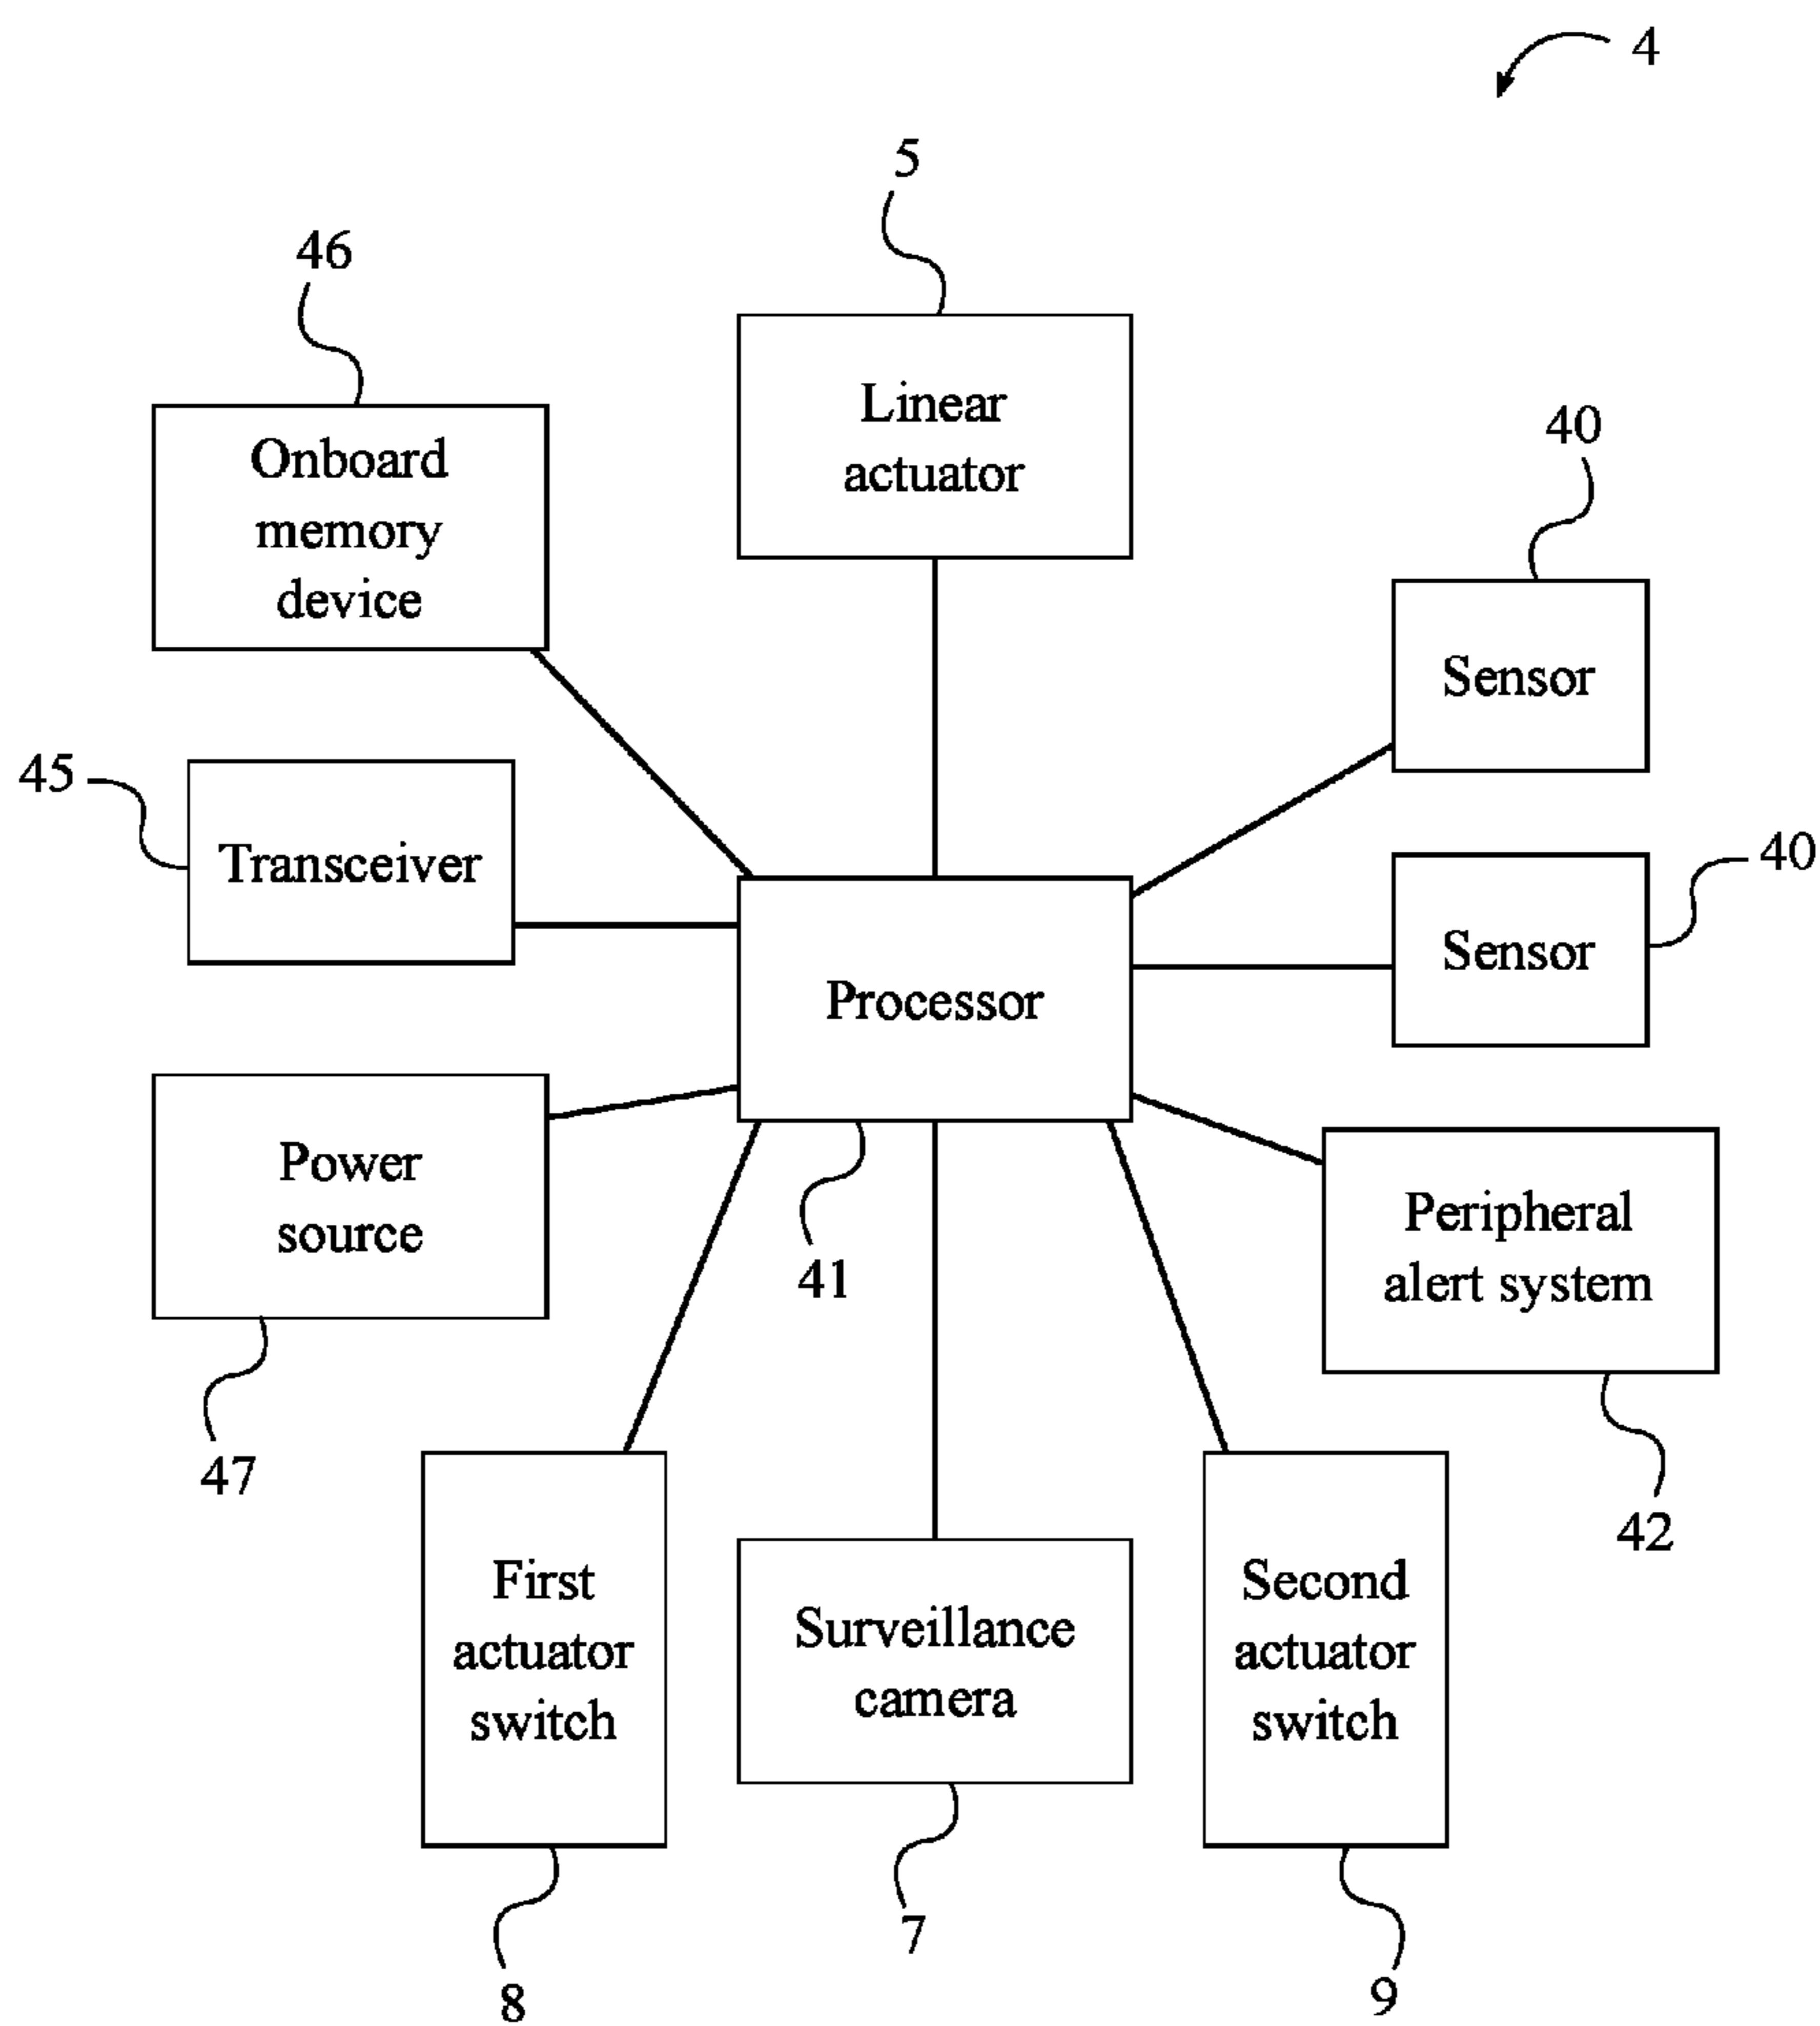 4
5
46
Linear
actuator
40
Onboard
memory
device
Sensor
45
Transceiver
40
Sensor
Processor
Power
source
41
Peripheral
alert system
47
42
First
actuator
switch
Surveillance
camera
Second
actuator
switch
7
8
9